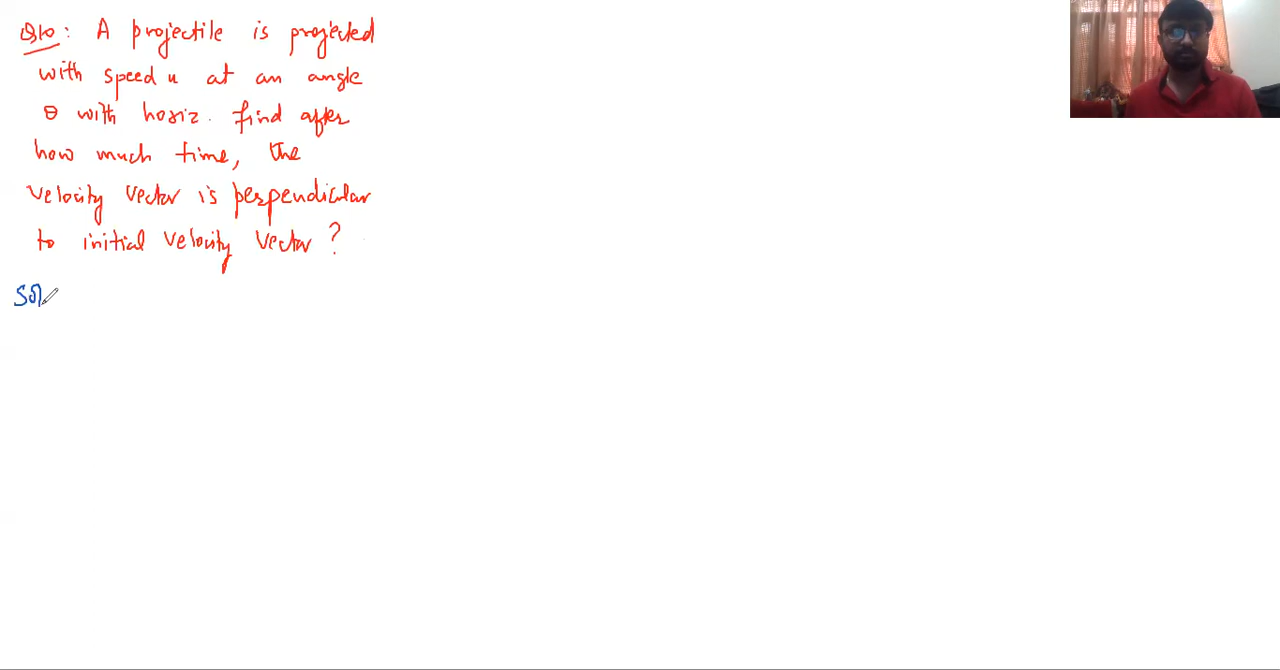 Q10: A projectile is projected
with speed u at an angle
θ with horiz. find after
how much time, the
velocity vector is perpendicular
to initial velocity vector?
Sol